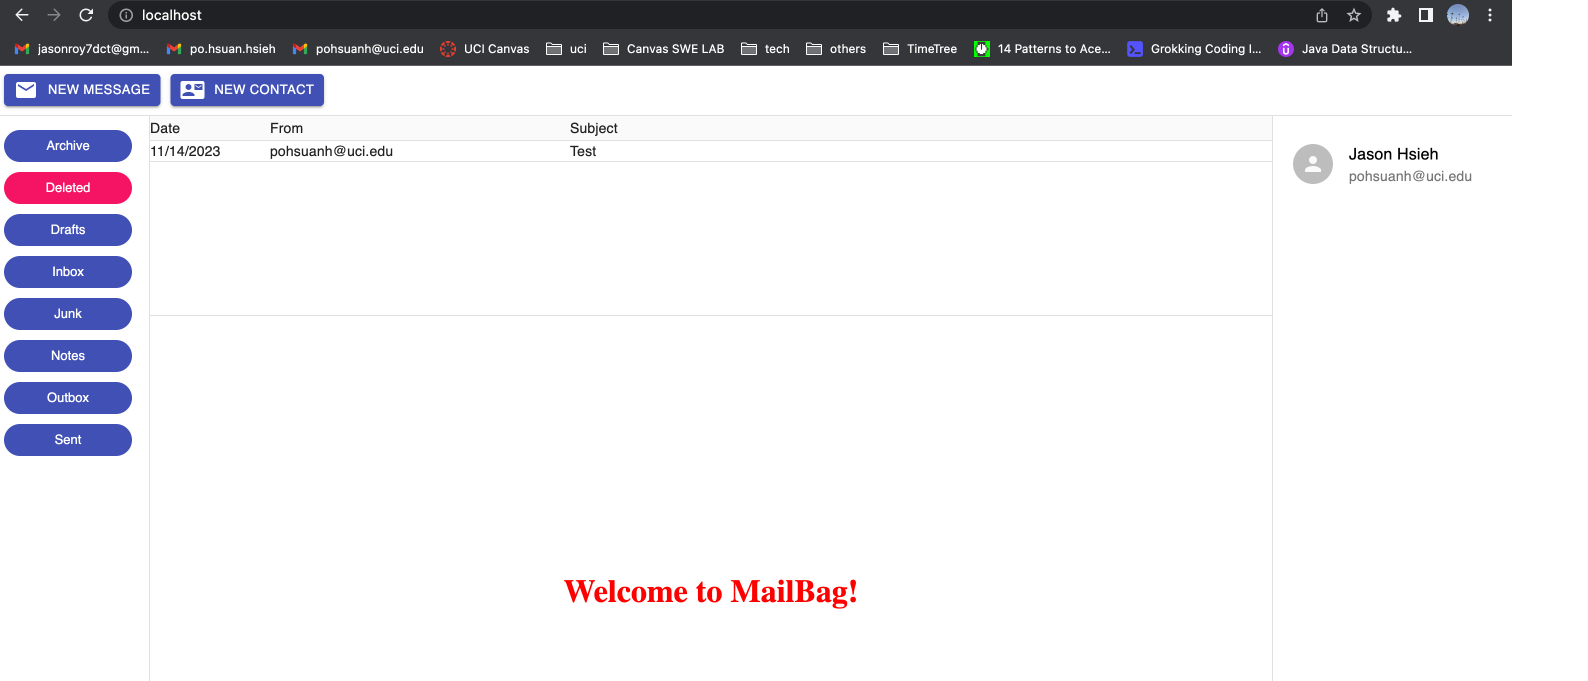 localhost
jasonroy7dct@gm... po.hsuan.hsieh pohsuanh@uci.edu UCI Canvas uci Canvas SWE LAB tech others TimeTree 14 Patterns to Ace... Grokking Coding I... Java Data Structu...
NEW MESSAGE NEW CONTACT
Date From Subject
11/14/2023 pohsuanh@uci.edu Test
Archive
Deleted
Drafts
Inbox
Junk
Notes
Outbox
Sent
Welcome to MailBag!
Jason Hsieh
pohsuanh@uci.edu